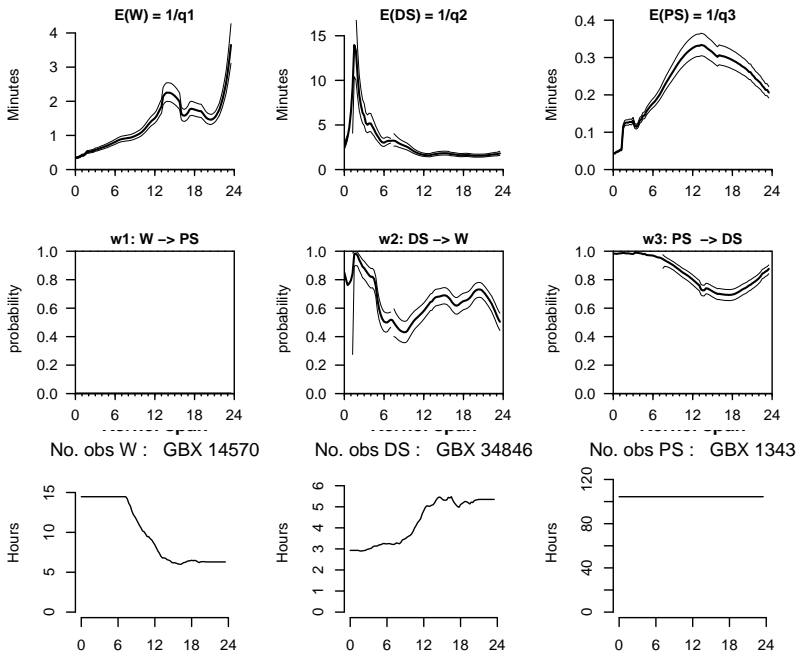 E(W) = 1/q1
Minutes
0 1 2 3 4
0 6 12 18 24
E(DS) = 1/q2
Minutes
0 5 10 15
0 6 12 18 24
E(PS) = 1/q3
Minutes
0.0 0.1 0.2 0.3 0.4
0 6 12 18 24
w1: W −> PS
probability
0.0 0.2 0.4 0.6 0.8 1.0
0 6 12 18 24
w2: DS −> W
probability
0.0 0.2 0.4 0.6 0.8 1.0
0 6 12 18 24
w3: PS −> DS
probability
0.0 0.2 0.4 0.6 0.8 1.0
0 6 12 18 24
No. obs W : GBX 14570
Hours
0 5 10 15
0 6 12 18 24
No. obs DS : GBX 34846
Hours
0 1 2 3 4 5 6
0 6 12 18 24
No. obs PS : GBX 1343
Hours
0 40 80 120
0 6 12 18 24